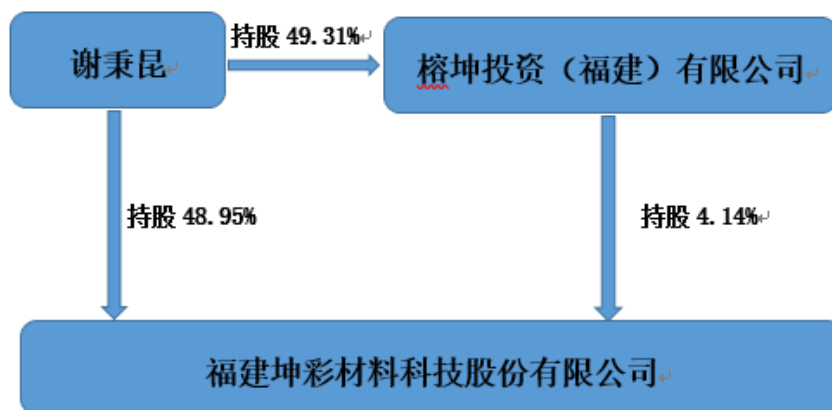 持股 49.31%
谢秉昆
榕坤投资（福建）有限公司
持股 48.95%
持股 4.14%
福建坤彩材料科技股份有限公司